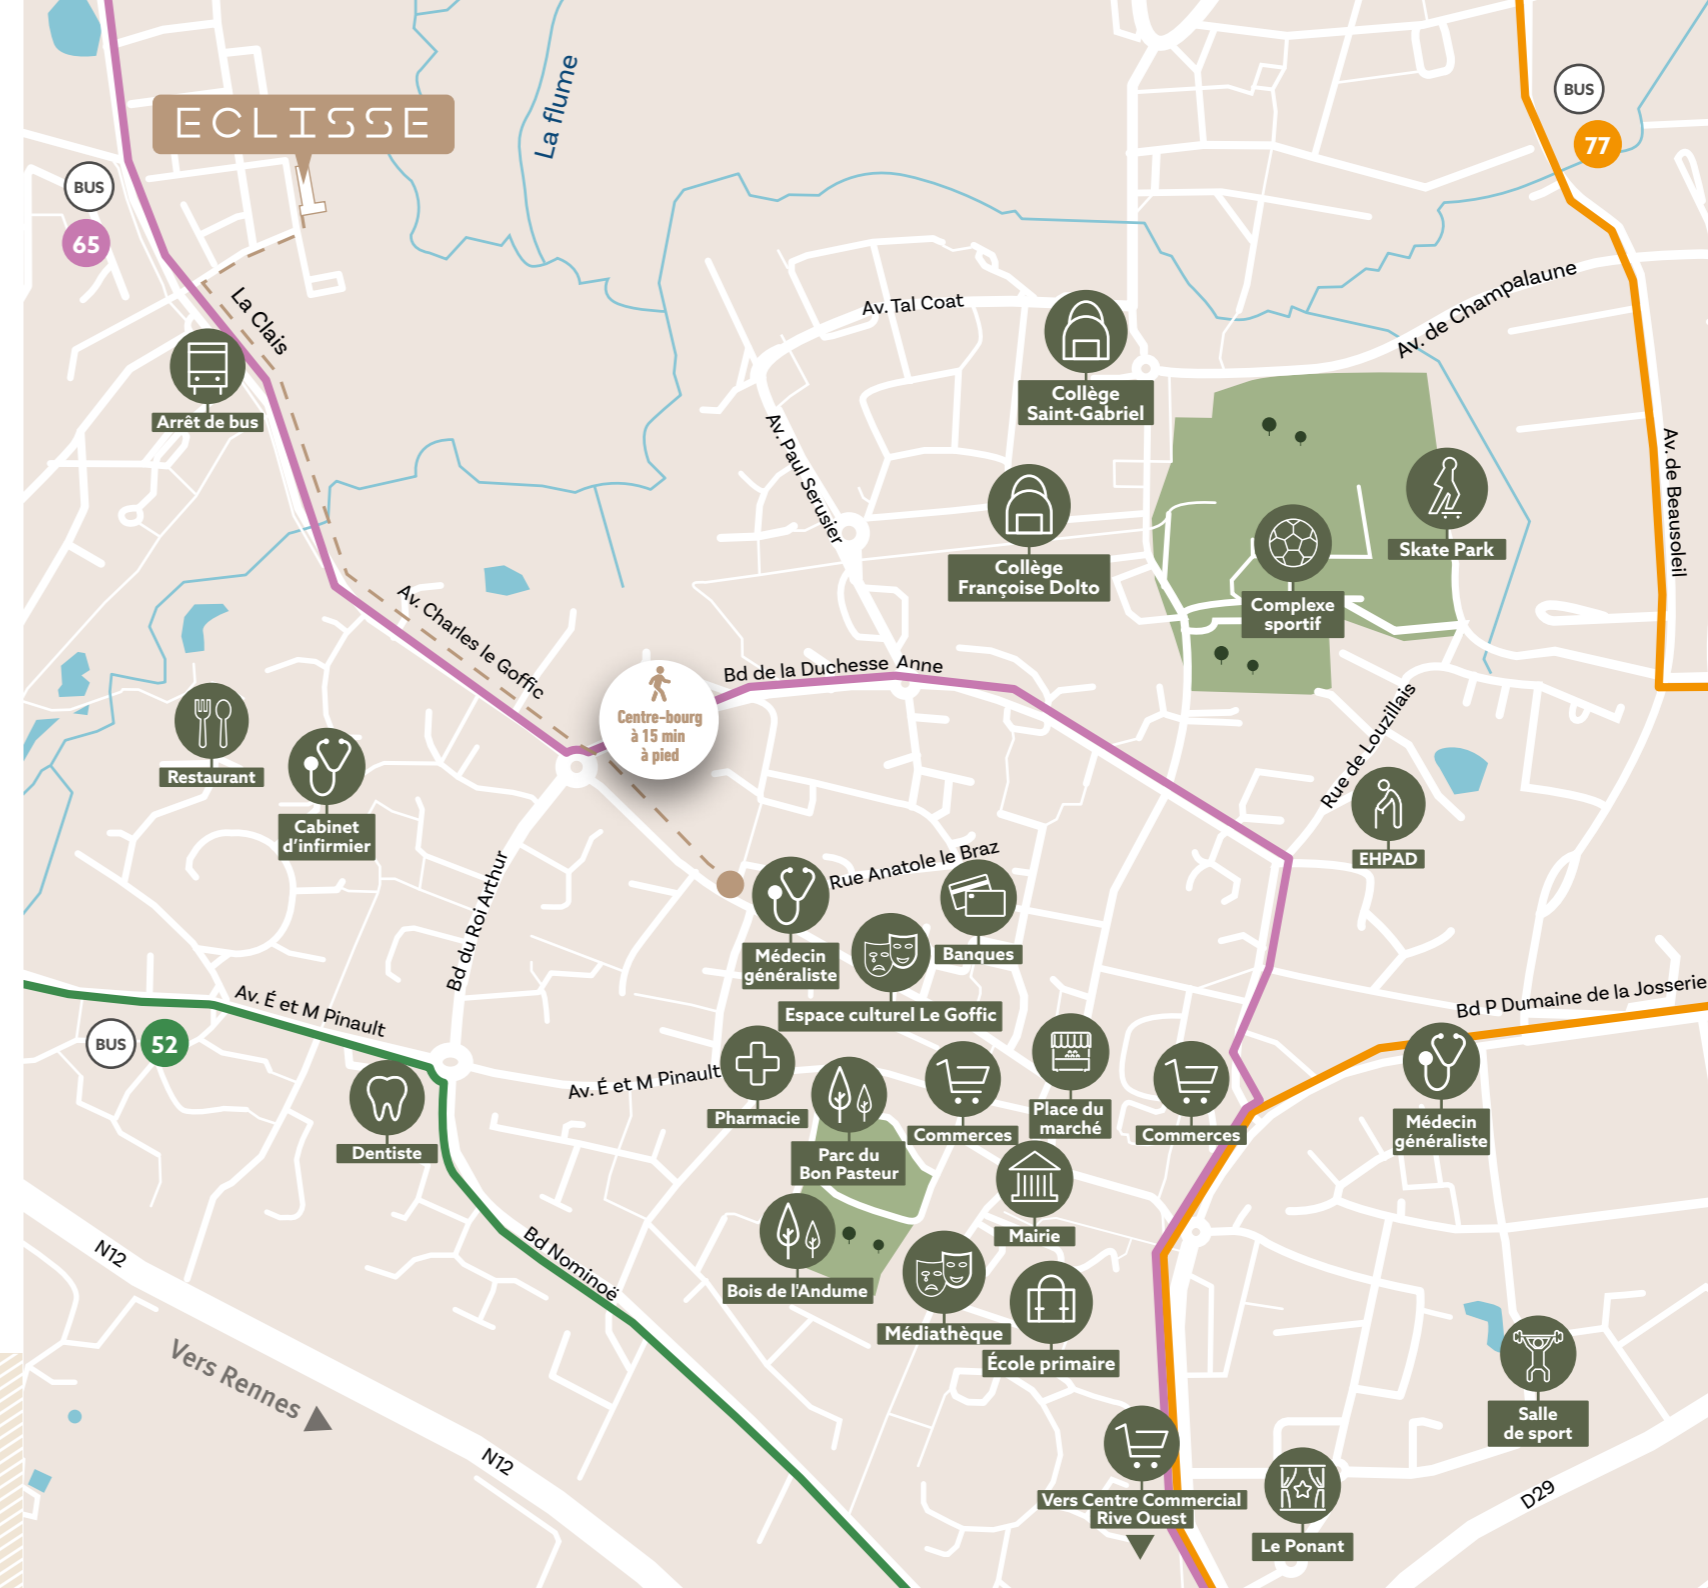 La flume
ECLISSE
BUS
77
BUS
65
La Clais
Av. de Champalaune
Av. Tal Coat
Collège
Saint-Gabriel
Arrêt de bus
Av. Paul Serusier
Av. de Beausoleil
Skate Park
Collège
Françoise Dolto
Complexe
sportif
Av. Charles le Goffic
Bd de la Duchesse Anne
Centre-bourg
à 15 min
à pied
Rue de Louzillais
Restaurant
Cabinet
d'infirmier
EHPAD
Bd du Roi Arthur
Rue Anatole le Braz
Médecin
généraliste
Banques
Espace culturel Le Goffic
Av. É et M Pinault
Bd P Dumaine de la Josserie
BUS
52
Av. É et M Pinault
Pharmacie
Dentiste
Parc du
Bon Pasteur
Commerces
Place du
marché
Commerces
Médecin
généraliste
Mairie
N12
Bd Nominoë
Bois de l'Andume
Médiathèque
École primaire
Vers Rennes
Salle
de sport
N12
D29
Vers Centre Commercial
Rive Ouest
Le Ponant